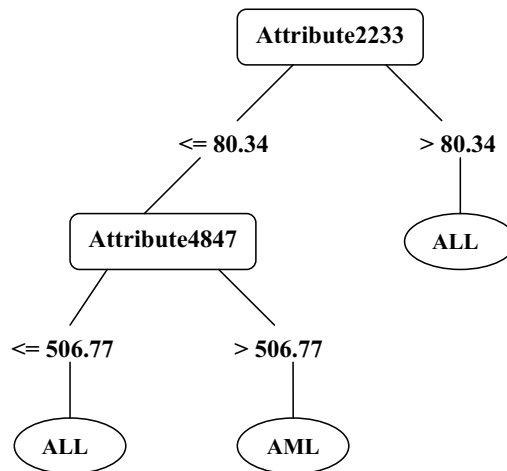 Attribute2233
<= 80.34
> 80.34
Attribute4847
ALL
<= 506.77
> 506.77
ALL
AML